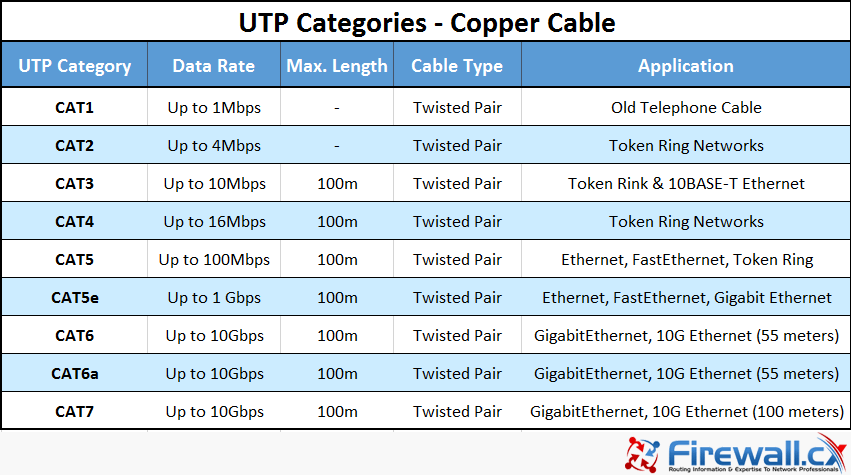 UTP Categories - Copper Cable
UTP Category Data Rate Max. Length Cable Type Application
CAT1 Up to 1Mbps - Twisted Pair Old Telephone Cable
CAT2 Up to 4Mbps - Twisted Pair Token Ring Networks
CAT3 Up to 10Mbps 100m Twisted Pair Token Rink & 10BASE-T Ethernet
CAT4 Up to 16Mbps 100m Twisted Pair Token Ring Networks
CAT5 Up to 100Mbps 100m Twisted Pair Ethernet, FastEthernet, Token Ring
CAT5e Up to 1 Gbps 100m Twisted Pair Ethernet, FastEthernet, Gigabit Ethernet
CAT6 Up to 10Gbps 100m Twisted Pair GigabitEthernet, 10G Ethernet (55 meters)
CAT6a Up to 10Gbps 100m Twisted Pair GigabitEthernet, 10G Ethernet (55 meters)
CAT7 Up to 10Gbps 100m Twisted Pair GigabitEthernet, 10G Ethernet (100 meters)
Firewall.cx
Routing Information & Expertise To Network Professionals